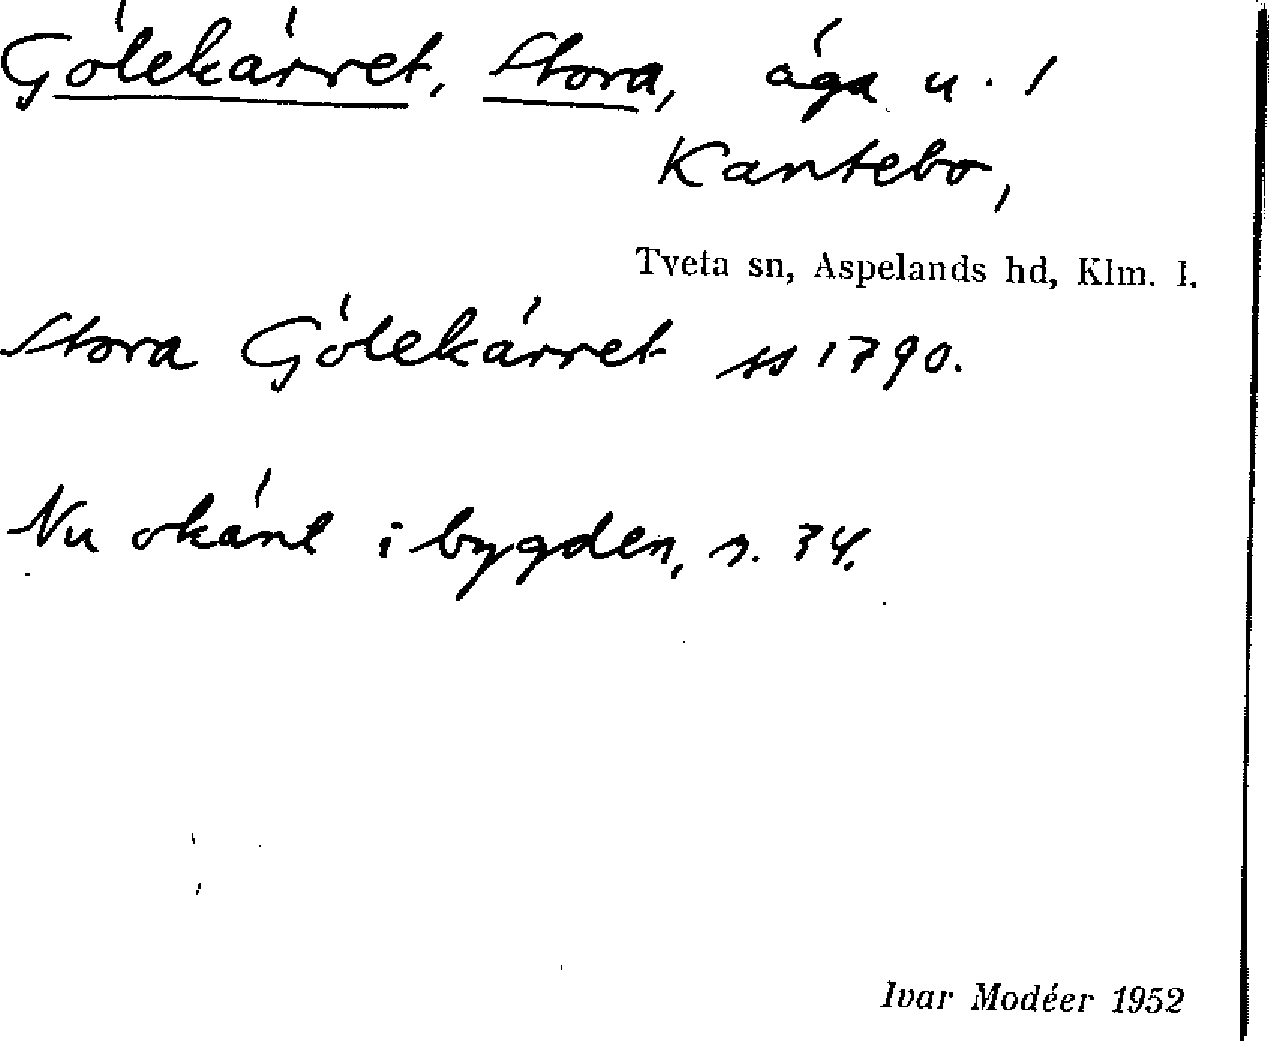 Gölekärret, Stora, äga u. 1
Kantebo,
Tveta sn, Aspelands hd, Klm. l.
Stora Gölekärret ss 1790.
Nu okänt i bygden, s. 34.
Ivar Modéer 1952